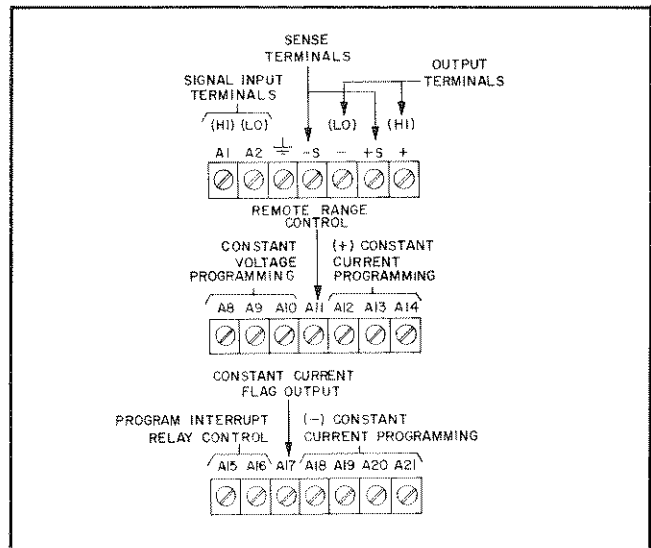 SENSE
TERMINALS
OUTPUT
TERMINALS
SIGNAL INPUT
TERMINALS
(HI) (LO)
(LO)
(HI)
A1 A2 -S - +S +
REMOTE RANGE
CONTROL
CONSTANT
VOLTAGE
PROGRAMMING
(+) CONSTANT
CURRENT
PROGRAMMING
A8 A9 A10 A11 A12 A13 A14
CONSTANT CURRENT
FLAG OUTPUT
PROGRAM INTERRUPT
RELAY CONTROL
(-) CONSTANT
CURRENT PROGRAMMING
A15 A16 A17 A18 A19 A20 A21